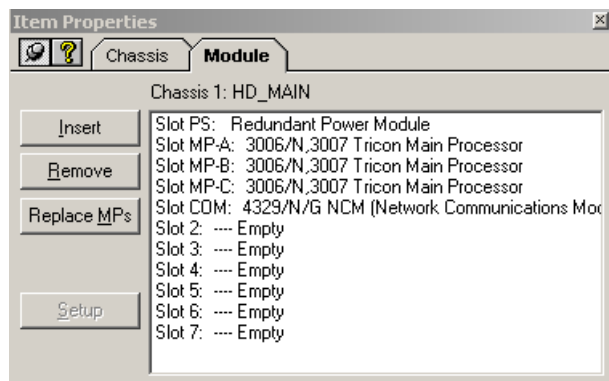 Item Properties
Chassis
Module
Chassis 1: HD_MAIN
Insert
Remove
Replace MPs
Setup
Slot PS: Redundant Power Module
Slot MP-A: 3006/N,3007 Tricon Main Processor
Slot MP-B: 3006/N,3007 Tricon Main Processor
Slot MP-C: 3006/N,3007 Tricon Main Processor
Slot COM: 4329/N/G NCM (Network Communications Mod
Slot 2: ---- Empty
Slot 3: ---- Empty
Slot 4: ---- Empty
Slot 5: ---- Empty
Slot 6: ---- Empty
Slot 7: ---- Empty